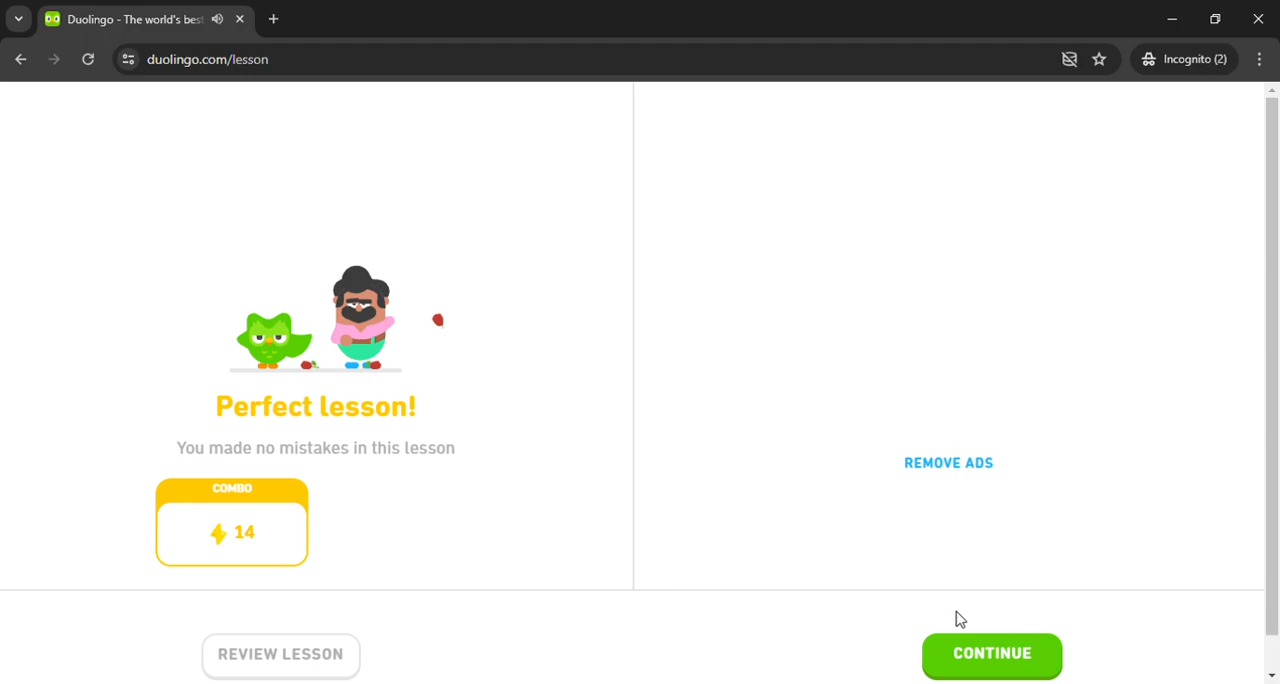 Duolingo - The world's bes
duolingo.com/lesson
Incognito (2)
Perfect lesson!
You made no mistakes in this lesson
COMBO
14
REMOVE ADS
REVIEW LESSON
CONTINUE